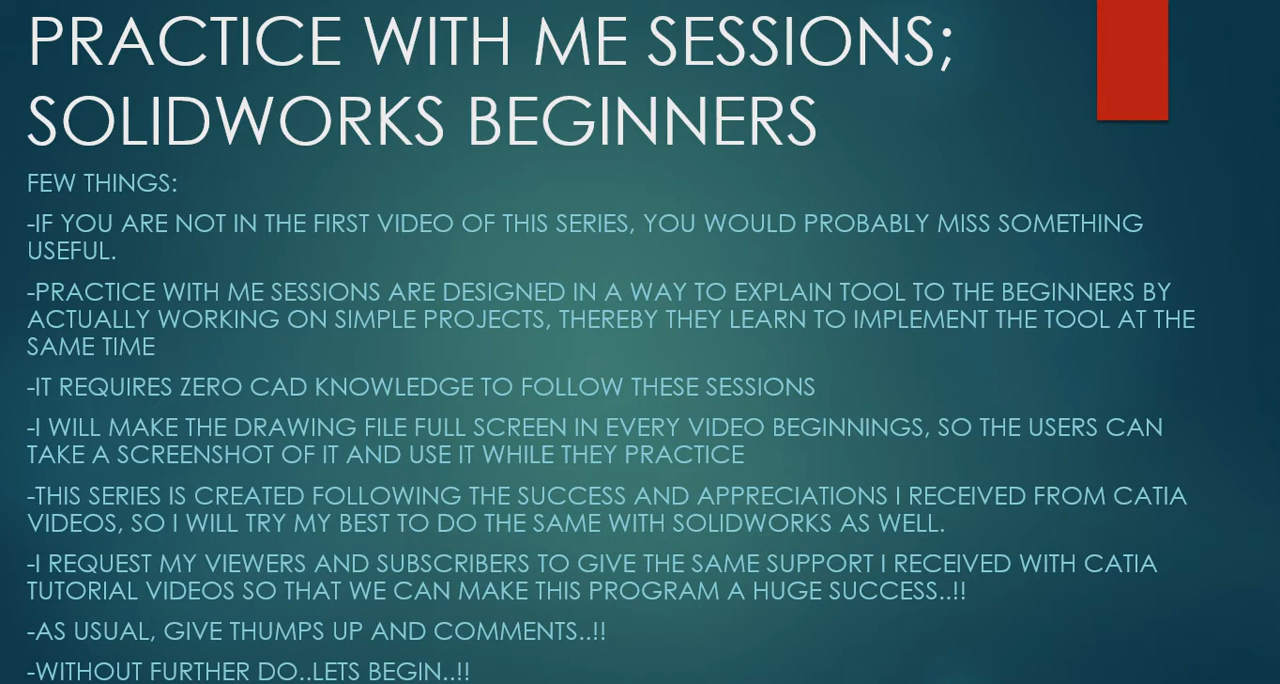 PRACTICE WITH ME SESSIONS;
SOLIDWORKS BEGINNERS
FEW THINGS:
-IF YOU ARE NOT IN THE FIRST VIDEO OF THIS SERIES, YOU WOULD PROBABLY MISS SOMETHING
USEFUL.
-PRACTICE WITH ME SESSIONS ARE DESIGNED IN A WAY TO EXPLAIN TOOL TO THE BEGINNERS BY
ACTUALLY WORKING ON SIMPLE PROJECTS, THEREBY THEY LEARN TO IMPLEMENT THE TOOL AT THE
SAME TIME
-IT REQUIRES ZERO CAD KNOWLEDGE TO FOLLOW THESE SESSIONS
-I WILL MAKE THE DRAWING FILE FULL SCREEN IN EVERY VIDEO BEGINNINGS, SO THE USERS CAN
TAKE A SCREENSHOT OF IT AND USE IT WHILE THEY PRACTICE
-THIS SERIES IS CREATED FOLLOWING THE SUCCESS AND APPRECIATIONS I RECEIVED FROM CATIA
VIDEOS, SO I WILL TRY MY BEST TO DO THE SAME WITH SOLIDWORKS AS WELL.
-I REQUEST MY VIEWERS AND SUBSCRIBERS TO GIVE THE SAME SUPPORT I RECEIVED WITH CATIA
TUTORIAL VIDEOS SO THAT WE CAN MAKE THIS PROGRAM A HUGE SUCCESS..!!
-AS USUAL, GIVE THUMPS UP AND COMMENTS..!!
-WITHOUT FURTHER DO..LETS BEGIN..!!